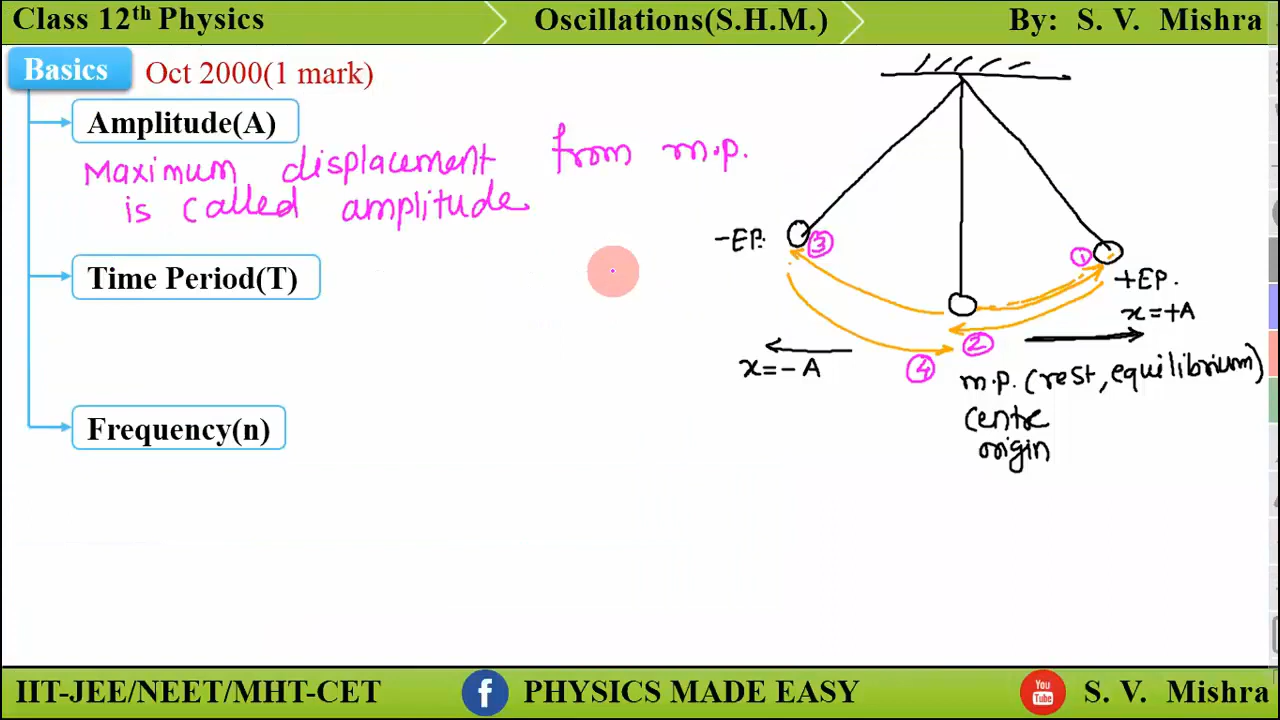 Class 12th Physics
Oscillations(S.H.M.)
By: S. V. Mishra
Basics
Oct 2000(1 mark)
Amplitude(A)
Maximum displacement from m.p.
is called amplitude
Time Period(T)
Frequency(n)
-EP.
3
1
+EP.
x=+A
2
4
x=-A
m.p. (rest, equilibrium)
centre
origin
IIT-JEE/NEET/MHT-CET
f
PHYSICS MADE EASY
You
Tube
S. V. Mishra